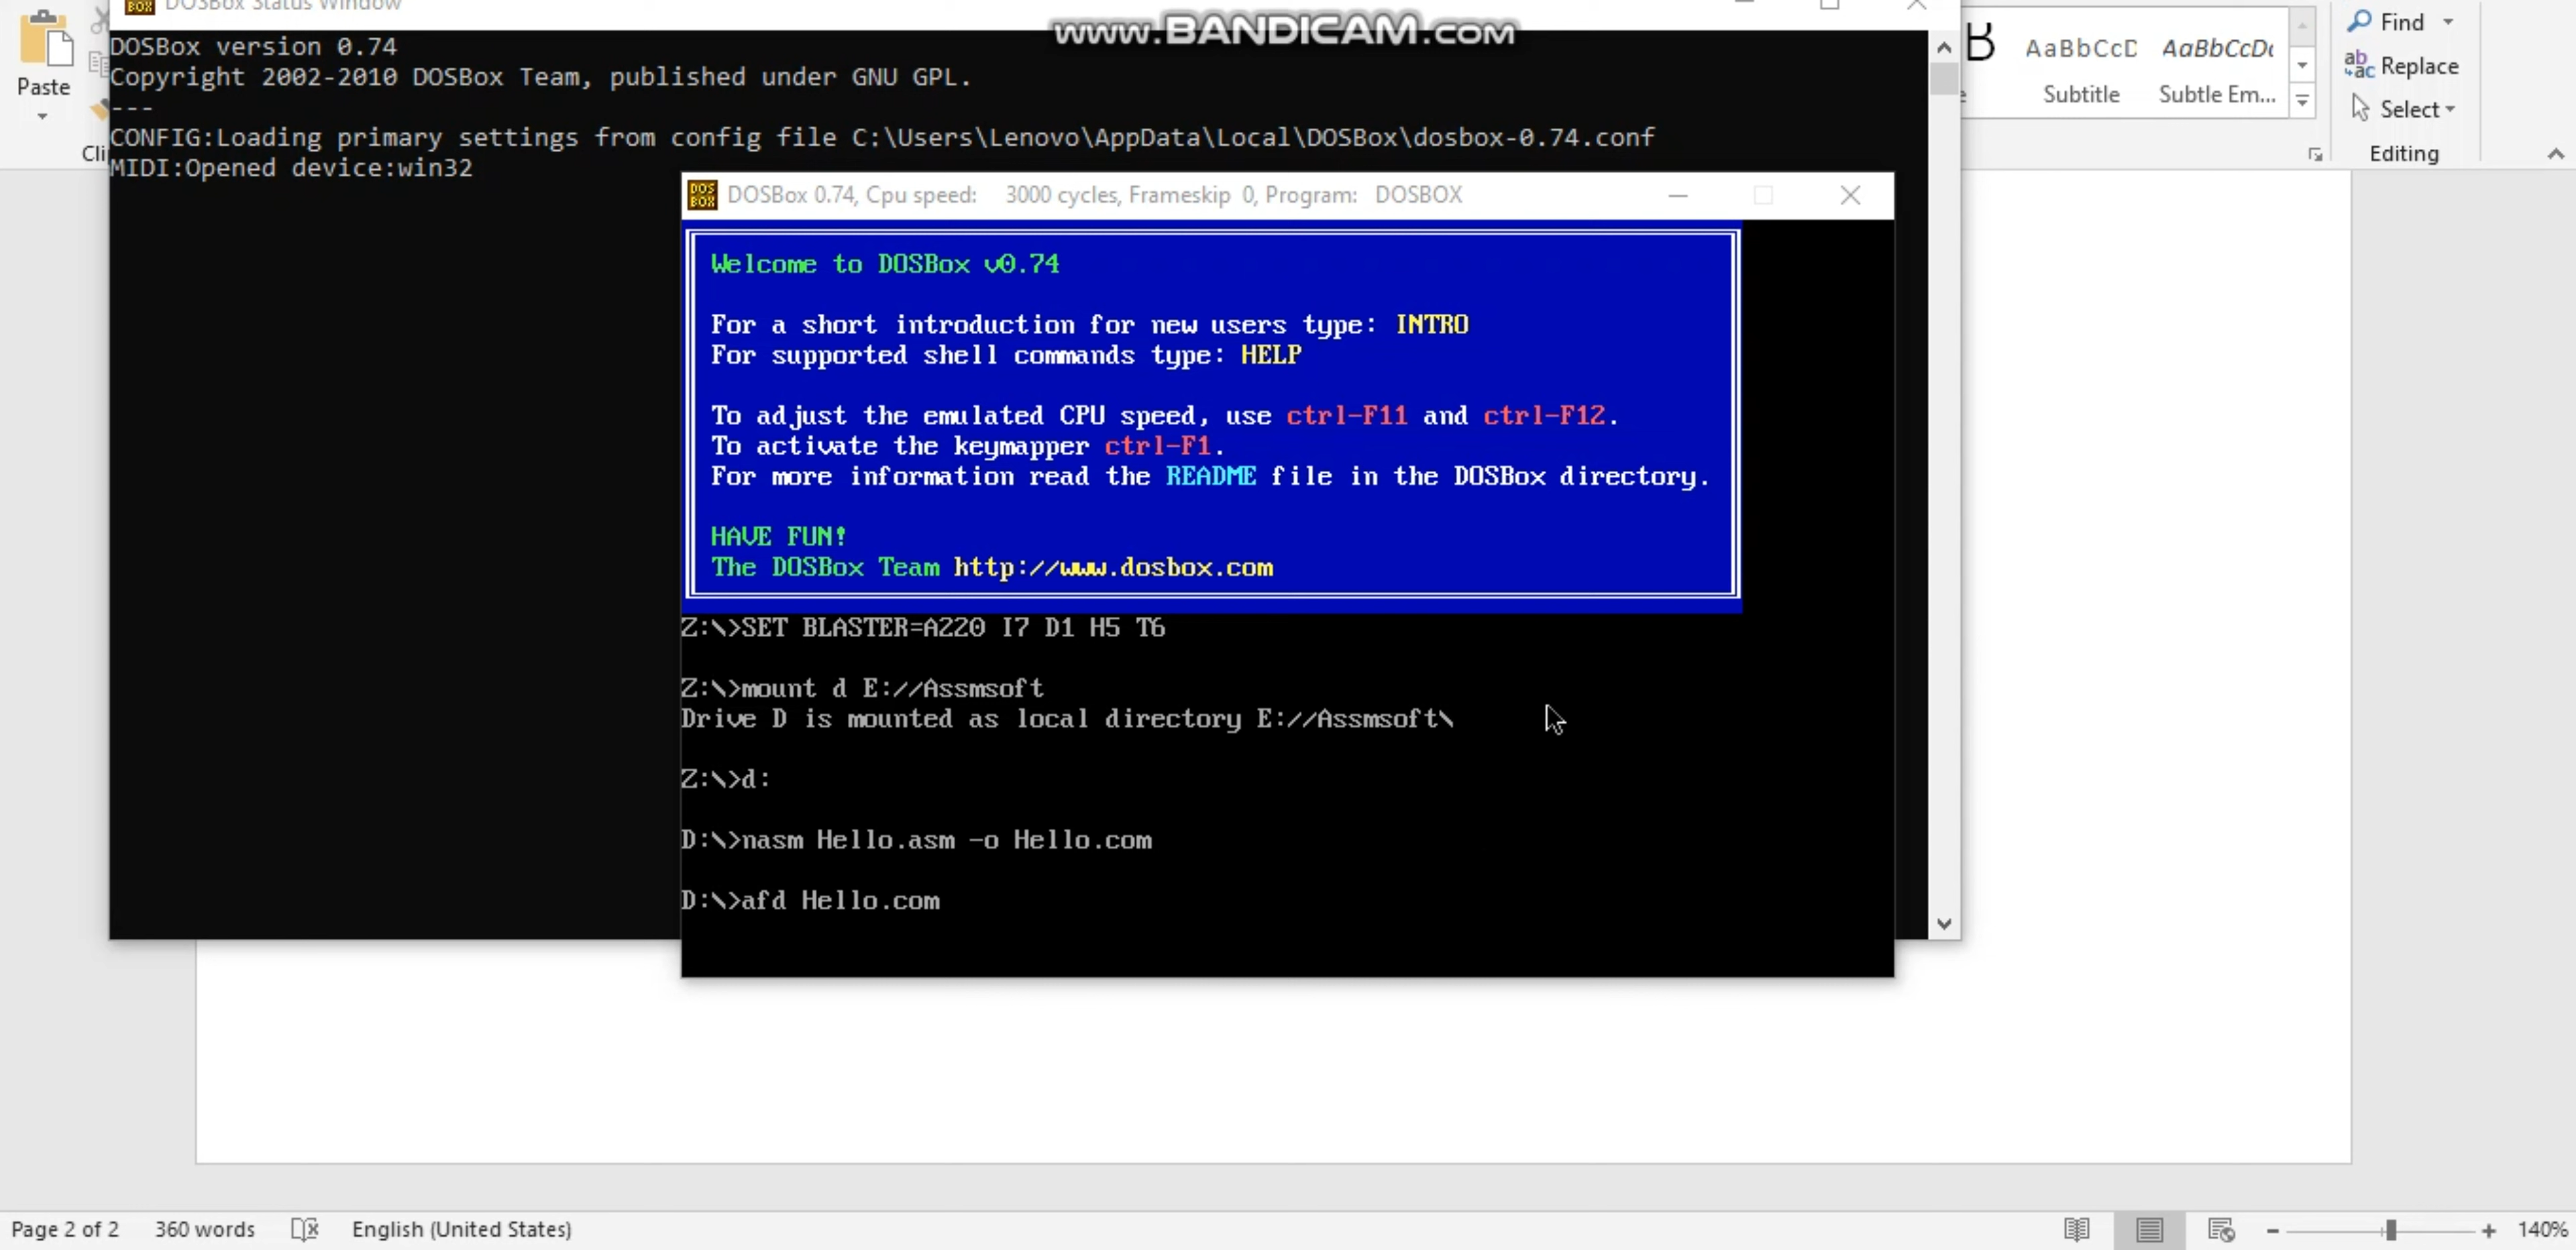 DOSBox Status Window
www.BANDICAM.com
DOSBox version 0.74
Copyright 2002-2010 DOSBox Team, published under GNU GPL.
---
CONFIG:Loading primary settings from config file C:\Users\Lenovo\AppData\Local\DOSBox\dosbox-0.74.conf
MIDI:Opened device:win32
Paste
AaBbCcD
AaBbCcDc
Subtitle
Subtle Em...
Find
Replace
Select
Editing
DOSBox 0.74, Cpu speed: 3000 cycles, Frameskip 0, Program: DOSBOX
Welcome to DOSBox v0.74
For a short introduction for new users type: INTRO
For supported shell commands type: HELP
To adjust the emulated CPU speed, use ctrl-F11 and ctrl-F12.
To activate the keymapper ctrl-F1.
For more information read the README file in the DOSBox directory.
HAVE FUN!
The DOSBox Team http://www.dosbox.com
Z:\>SET BLASTER=A220 I7 D1 H5 T6
Z:\>mount d E://Assmsoft
Drive D is mounted as local directory E://Assmsoft\
Z:\>d:
D:\>nasm Hello.asm -o Hello.com
D:\>afd Hello.com
Page 2 of 2 360 words English (United States)
140%